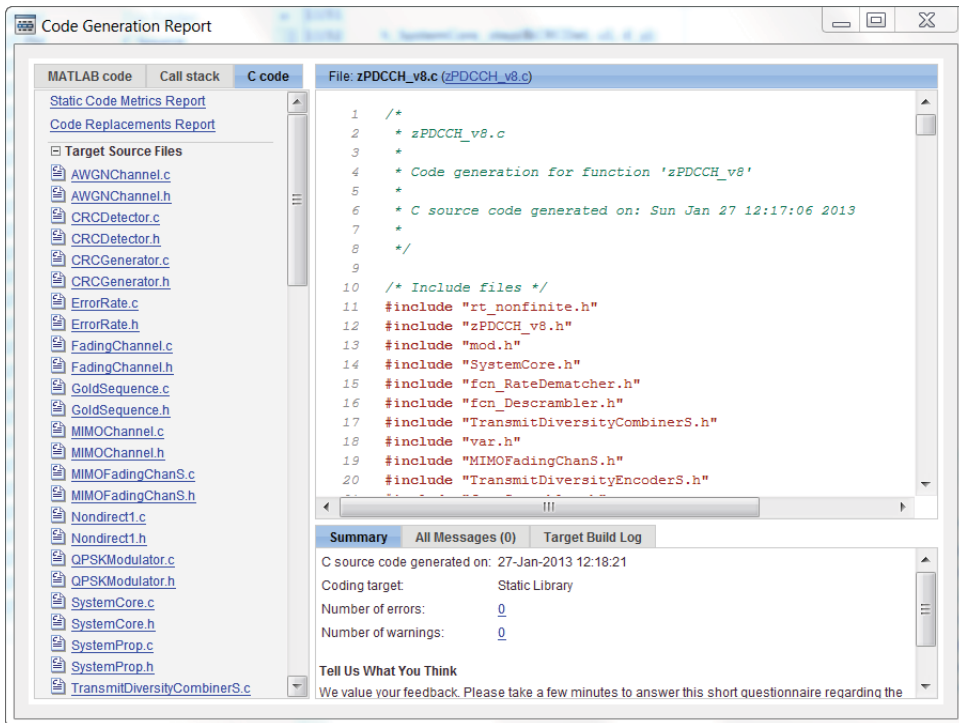 Code Generation Report
MATLAB code Call stack C code
Static Code Metrics Report
Code Replacements Report
Target Source Files
AWGNChannel.c
AWGNChannel.h
CRCDetector.c
CRCDetector.h
CRCGenerator.c
CRCGenerator.h
ErrorRate.c
ErrorRate.h
FadingChannel.c
FadingChannel.h
GoldSequence.c
GoldSequence.h
MIMOChannel.c
MIMOChannel.h
MIMOFadingChanS.c
MIMOFadingChanS.h
Nondirect1.c
Nondirect1.h
QPSKModulator.c
QPSKModulator.h
SystemCore.c
SystemCore.h
SystemProp.c
SystemProp.h
TransmitDiversityCombinerS.c
File: zPDCCH_v8.c (zPDCCH_v8.c)
1 /*
2 * zPDCCH_v8.c
3 *
4 * Code generation for function 'zPDCCH_v8'
5 *
6 * C source code generated on: Sun Jan 27 12:17:06 2013
7 *
8 */
9
10 /* Include files */
11 #include "rt_nonfinite.h"
12 #include "zPDCCH_v8.h"
13 #include "mod.h"
14 #include "SystemCore.h"
15 #include "fcn_RateDematcher.h"
16 #include "fcn_Descrambler.h"
17 #include "TransmitDiversityCombinerS.h"
18 #include "var.h"
19 #include "MIMOFadingChanS.h"
20 #include "TransmitDiversityEncoderS.h"
Summary All Messages (0) Target Build Log
C source code generated on: 27-Jan-2013 12:18:21
Coding target: Static Library
Number of errors: 0
Number of warnings: 0
Tell Us What You Think
We value your feedback. Please take a few minutes to answer this short questionnaire regarding the